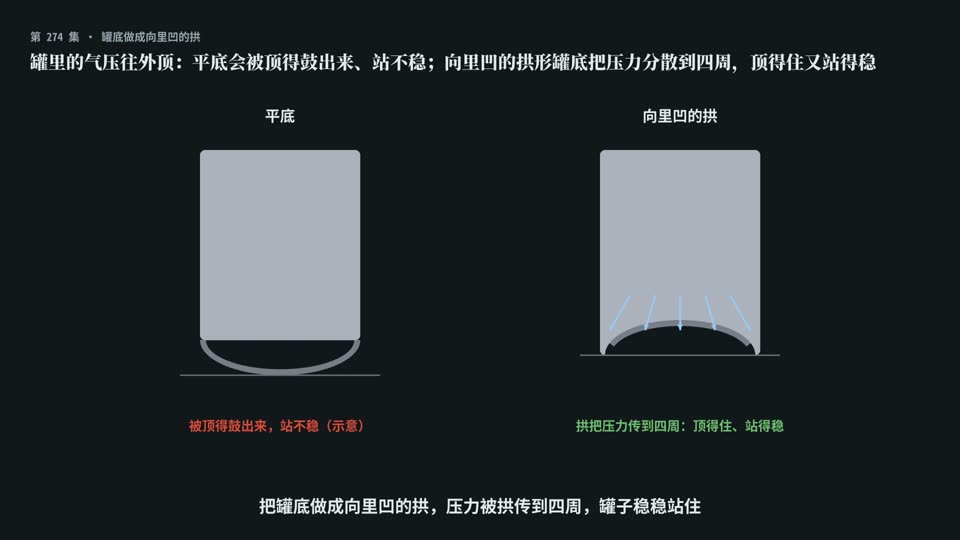 第 274 集 · 罐底做成向里凹的拱
罐里的气压往外顶：平底会被顶得鼓出来、站不稳；向里凹的拱形罐底把压力分散到四周，顶得住又站得稳
平底
向里凹的拱
被顶得鼓出来，站不稳（示意）
拱把压力传到四周：顶得住、站得稳
把罐底做成向里凹的拱，压力被拱传到四周，罐子稳稳站住